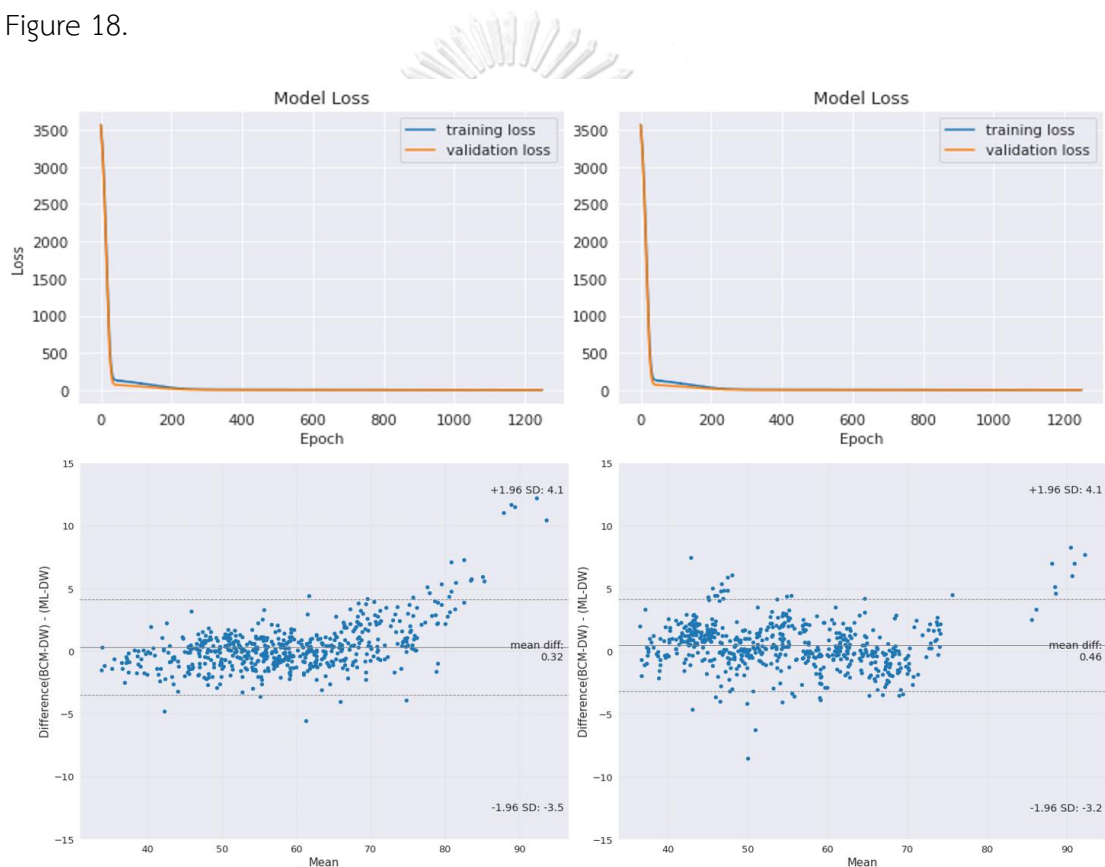 Figure 18.
Model Loss
3500
3000
2500
2000
1500
1000
500
0
Loss
training loss
validation loss
0 200 400 600 800 1000 1200
Epoch
Model Loss
3500
3000
2500
2000
1500
1000
500
0
training loss
validation loss
0 200 400 600 800 1000 1200
Epoch
15
10
5
0
−5
−10
−15
Difference(BCM-DW) - (ML-DW)
+1.96 SD: 4.1
mean diff:
0.32
-1.96 SD: -3.5
40 50 60 70 80 90
Mean
15
10
5
0
−5
−10
−15
Difference(BCM-DW) - (ML-DW)
+1.96 SD: 4.1
mean diff:
0.46
-1.96 SD: -3.2
40 50 60 70 80 90
Mean